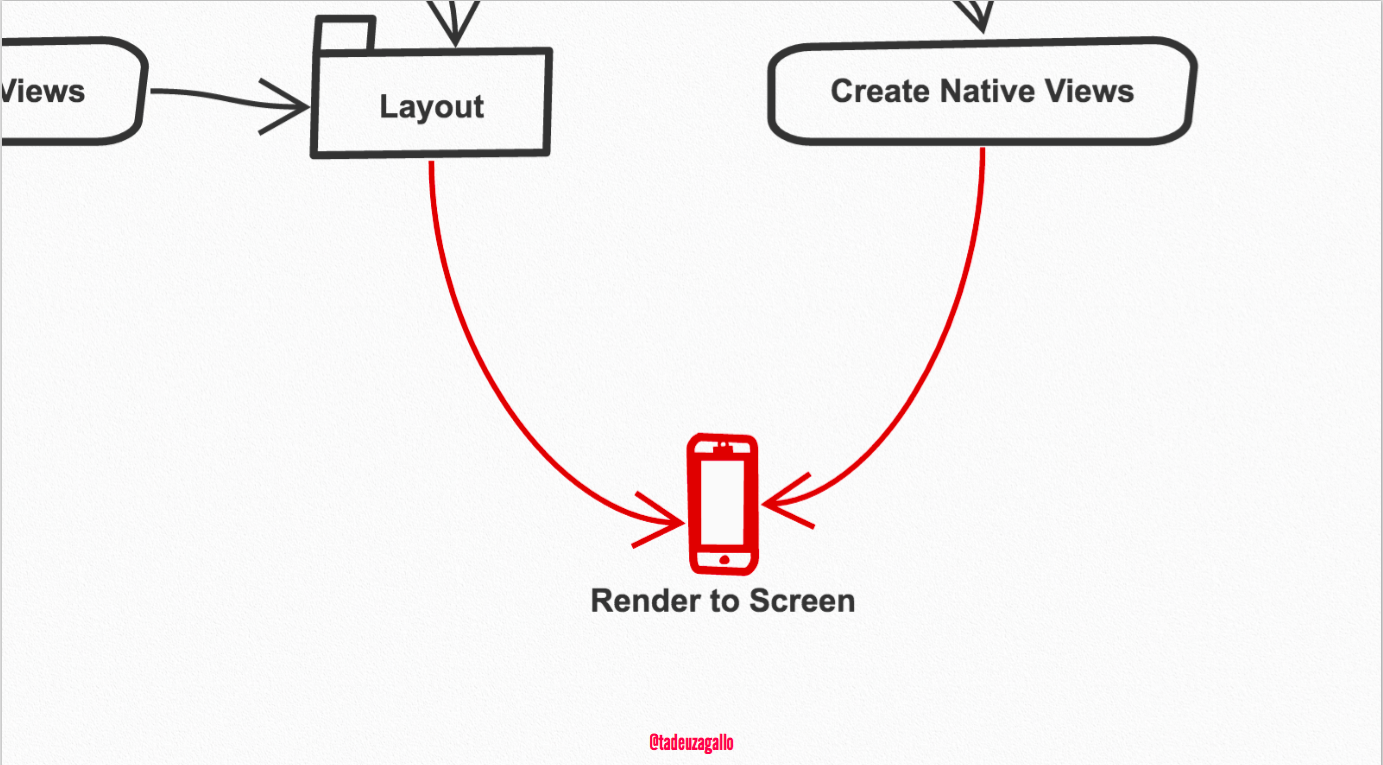 Views
Layout
Create Native Views
Render to Screen
@tadeuzagallo